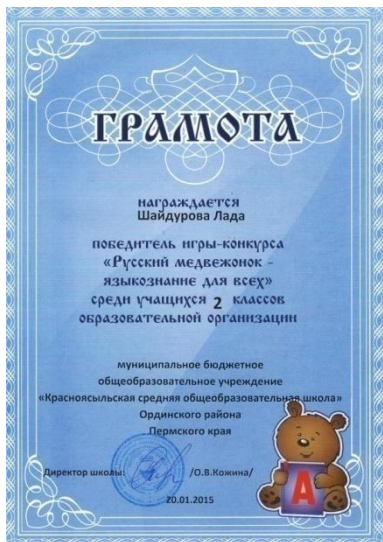 ГРАМОТА
награждается
Шайдурова Лада
победитель игры-конкурса
«Русский медвежонок -
языкознание для всех»
среди учащихся 2 классов
образовательной организации
муниципальное бюджетное
общеобразовательное учреждение
«Красноясыльская средняя общеобразовательная школа»
Ординского района
Пермского края
Директор школы: /О.В.Кожина/
20.01.2015
А